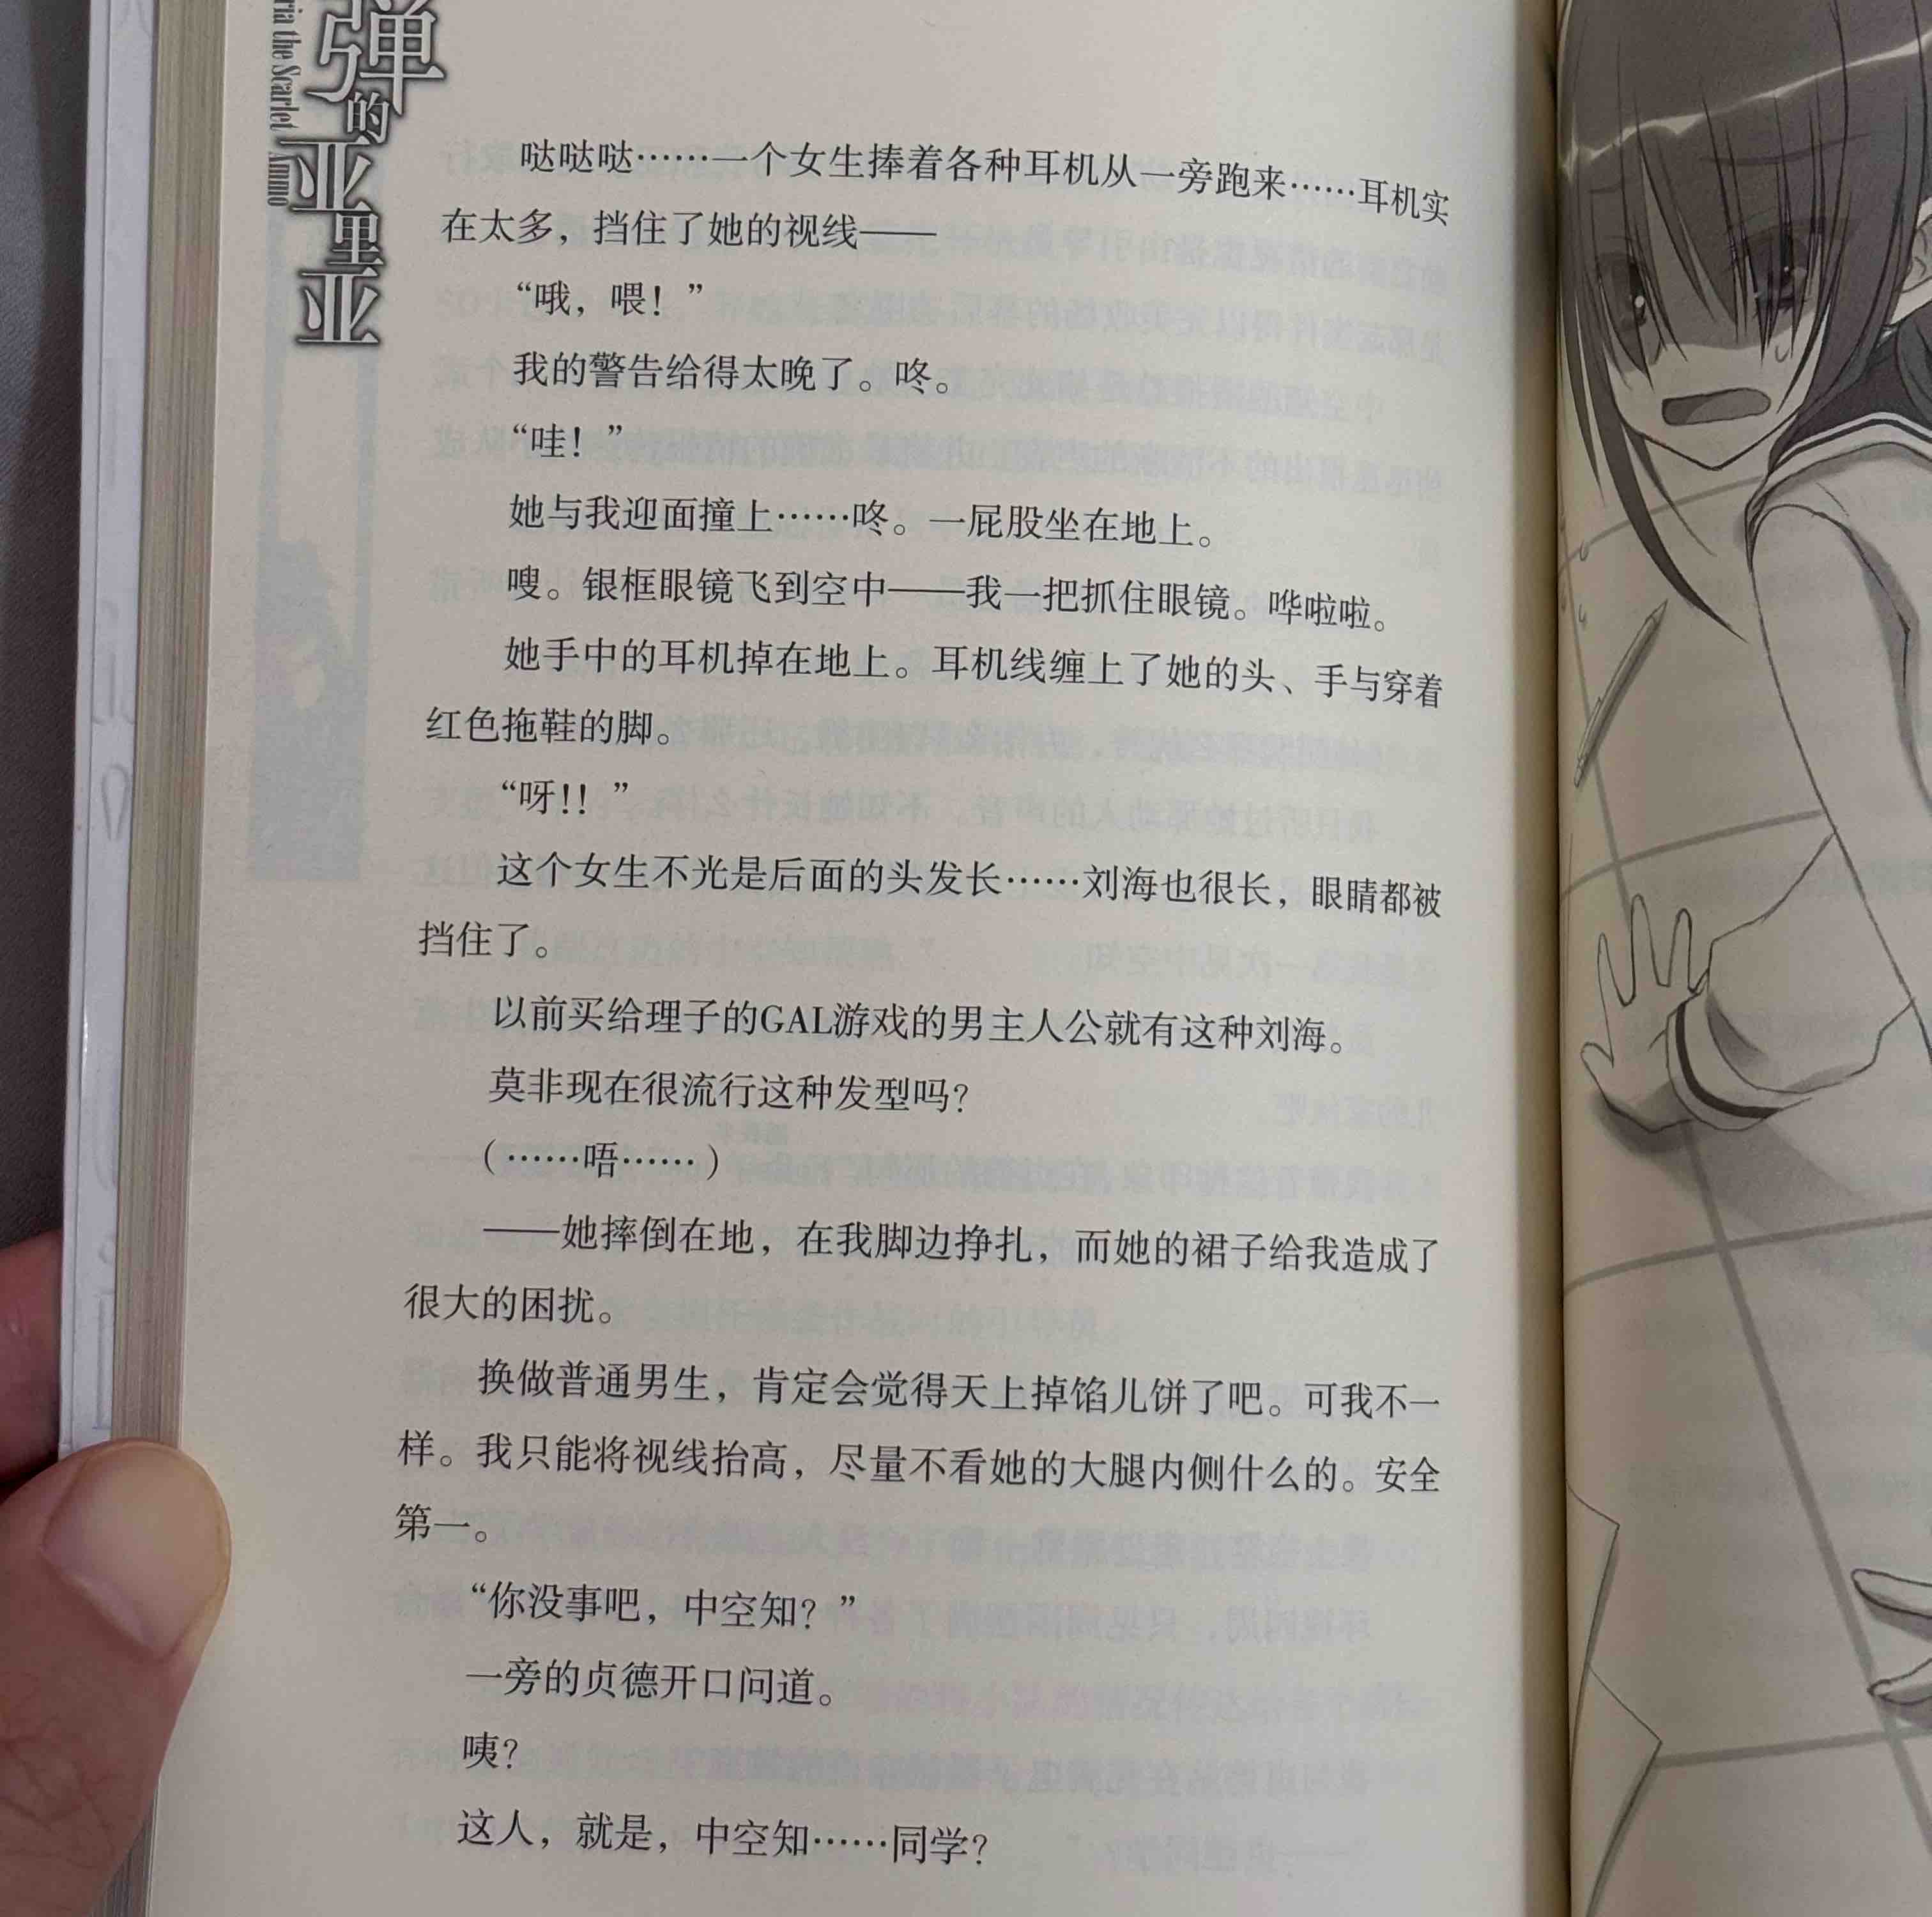 弹的亚里亚
ria the Scarlet Ammo
哒哒哒……一个女生捧着各种耳机从一旁跑来……耳机实
在太多，挡住了她的视线——
“哦，喂！”
我的警告给得太晚了。咚。
“哇！”
她与我迎面撞上……咚。一屁股坐在地上。
嗖。银框眼镜飞到空中——我一把抓住眼镜。哗啦啦。
她手中的耳机掉在地上。耳机线缠上了她的头、手与穿着
红色拖鞋的脚。
“呀！！”
这个女生不光是后面的头发长……刘海也很长，眼睛都被
挡住了。
以前买给理子的GAL游戏的男主人公就有这种刘海。
莫非现在很流行这种发型吗？
（……唔……）
——她摔倒在地，在我脚边挣扎，而她的裙子给我造成了
很大的困扰。
换做普通男生，肯定会觉得天上掉馅儿饼了吧。可我不一
样。我只能将视线抬高，尽量不看她的大腿内侧什么的。安全
第一。
“你没事吧，中空知？”
一旁的贞德开口问道。
咦？
这人，就是，中空知……同学？